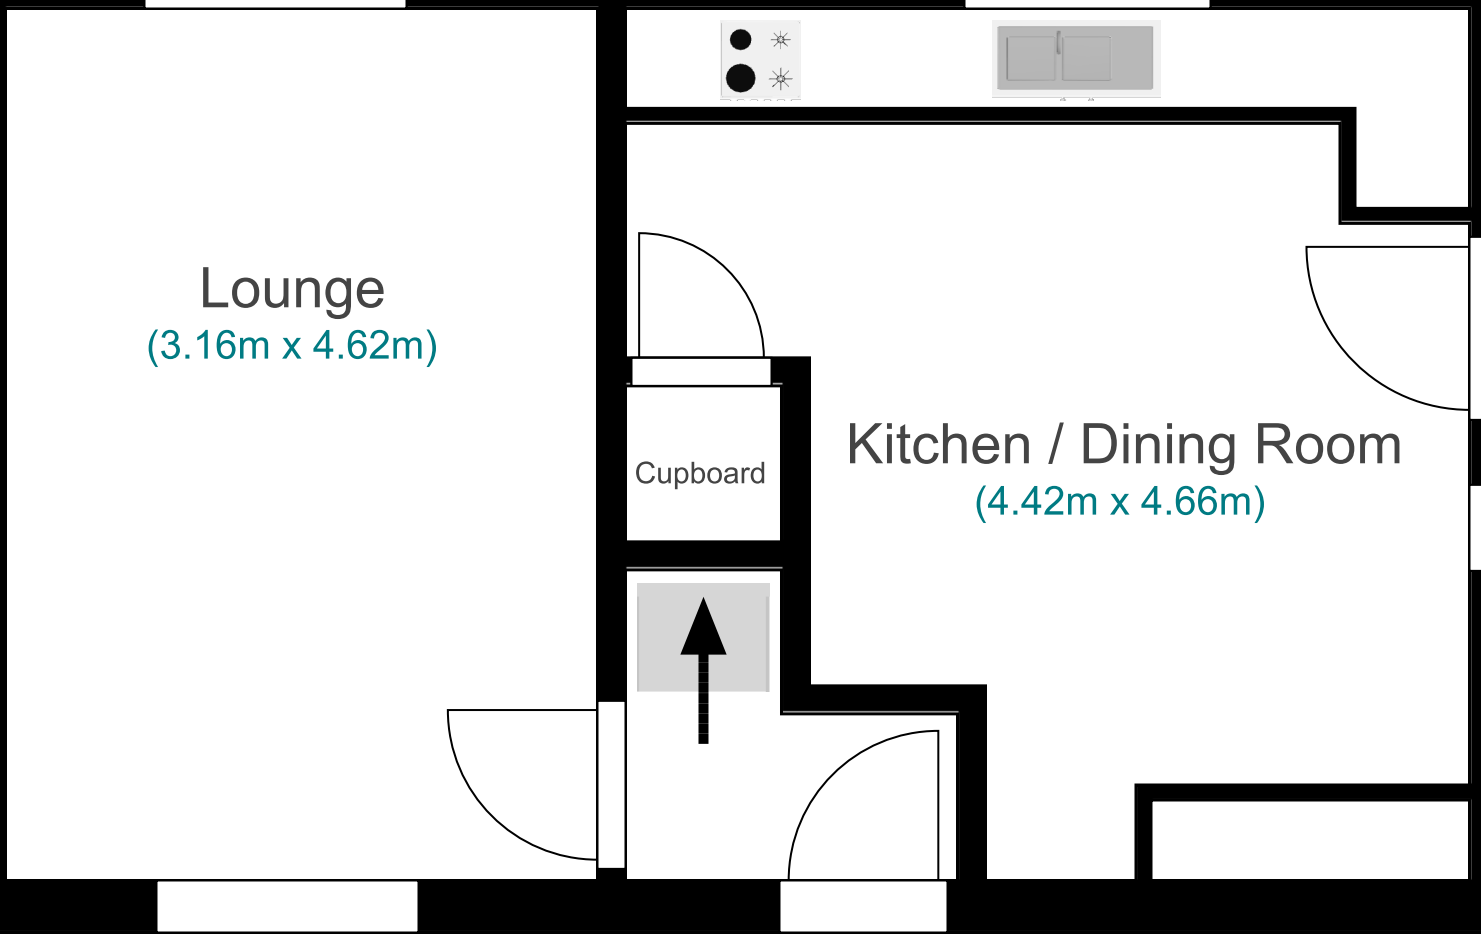 Lounge
(3.16m x 4.62m)
Kitchen / Dining Room
(4.42m x 4.66m)
Cupboard